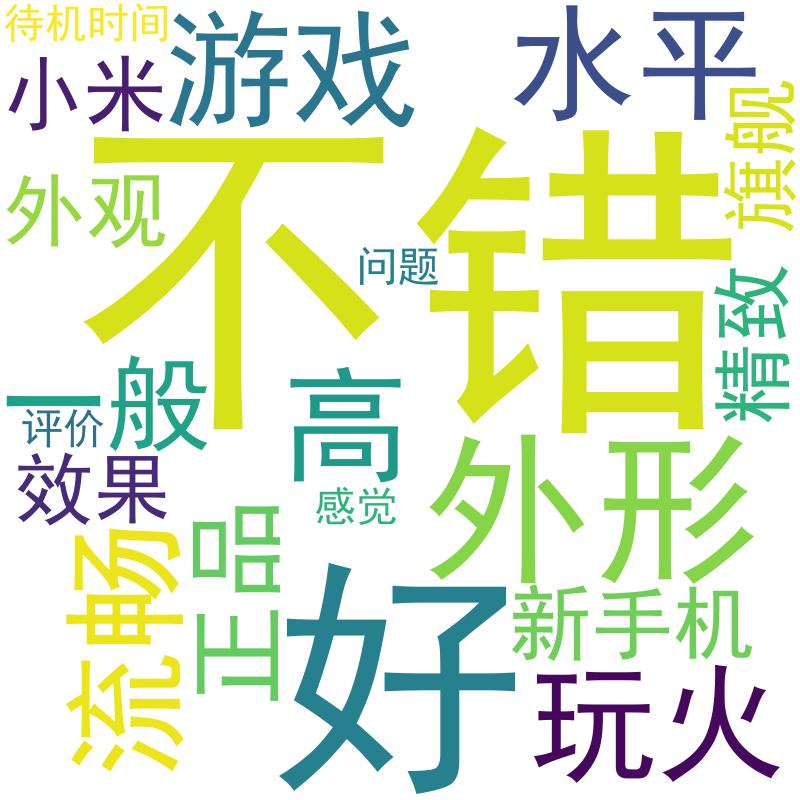 待机时间
游戏
水平
小米
旗舰
不错
外观
问题
精致
一般
高
评价
外形
效果
感觉
正品
流畅
好
新手机
玩火